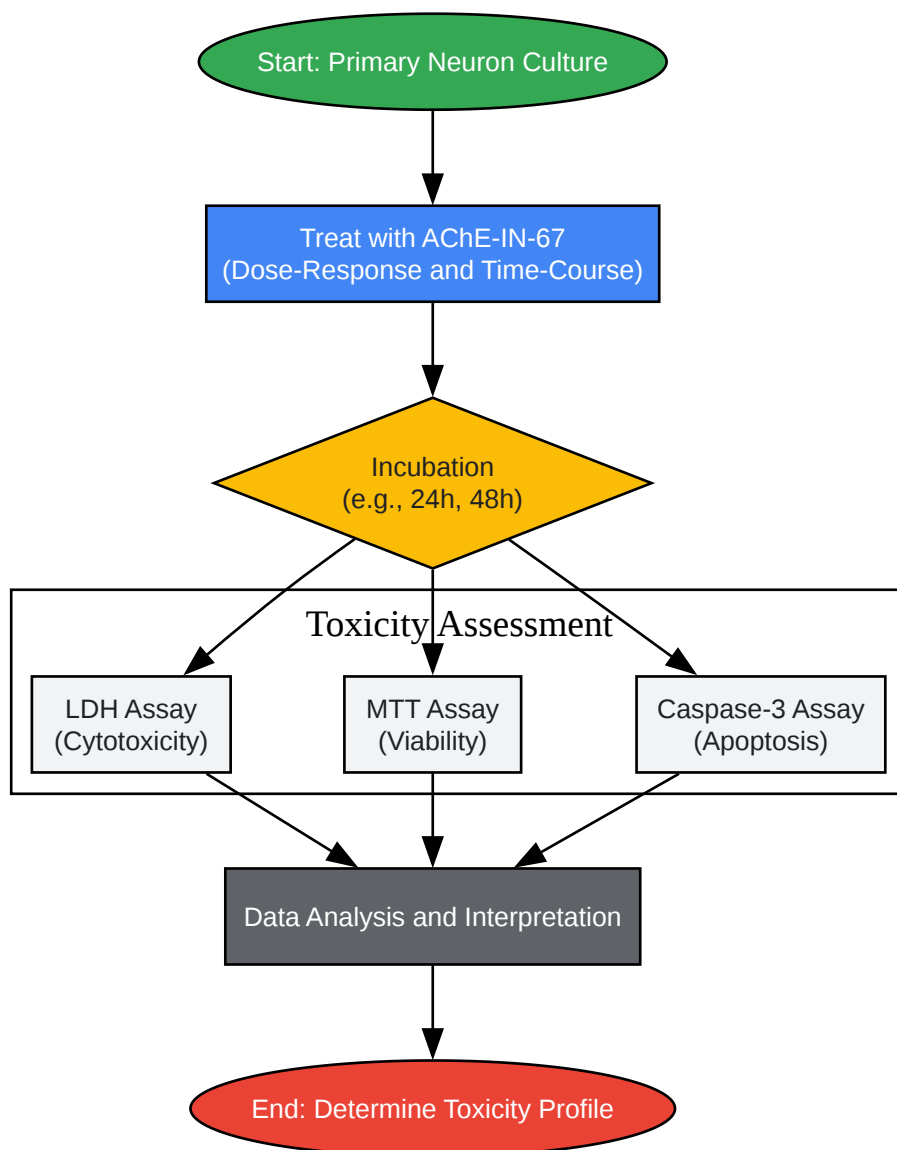 Start: Primary Neuron Culture
Treat with AChE-IN-67
(Dose-Response and Time-Course)
Incubation
(e.g., 24h, 48h)
Toxicity Assessment
LDH Assay
(Cytotoxicity)
MTT Assay
(Viability)
Caspase-3 Assay
(Apoptosis)
Data Analysis and Interpretation
End: Determine Toxicity Profile